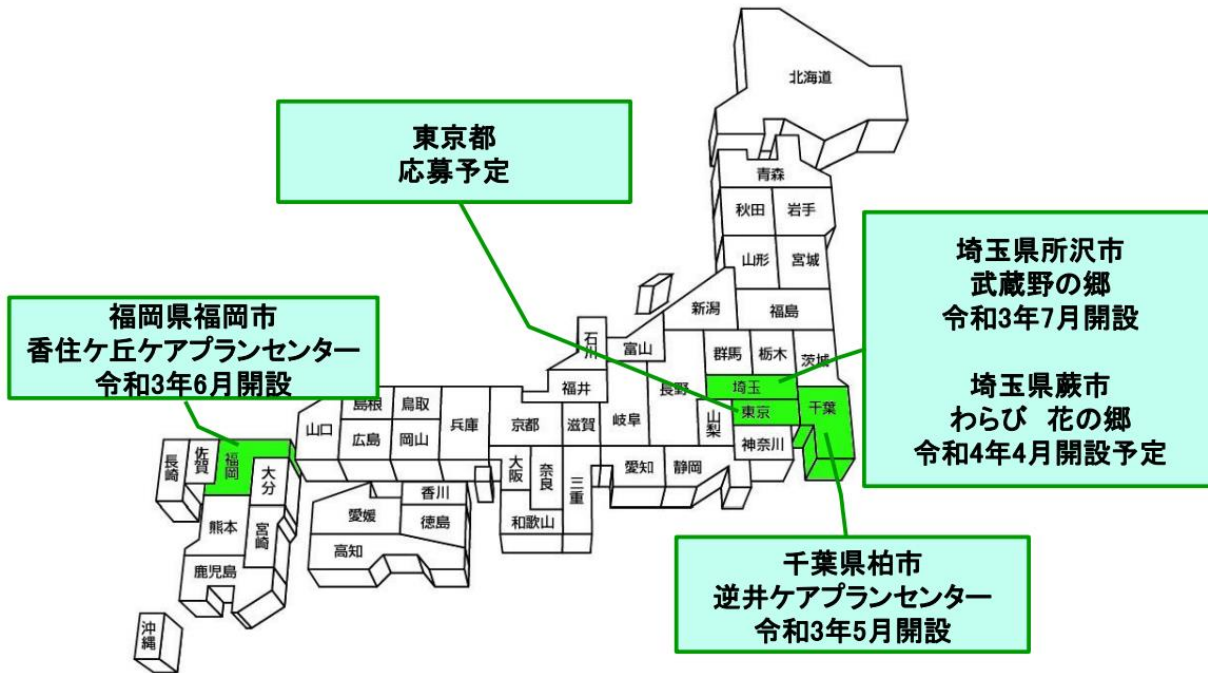 北海道
東京都
応募予定
青森
秋田
岩手
山形
宮城
新潟
福島
埼玉県所沢市
武蔵野の郷
令和3年7月開設
埼玉県蕨市
わらび 花の郷
令和4年4月開設予定
福岡県福岡市
香住ケ丘ケアプランセンター
令和3年6月開設
石川
富山
福井
群馬
栃木
茨城
埼玉
長野
東京
千葉
山梨
神奈川
島根
鳥取
山口
広島
岡山
兵庫
京都
滋賀
岐阜
愛知
静岡
大阪
奈良
三重
和歌山
長崎
佐賀
福岡
大分
熊本
宮崎
鹿児島
香川
愛媛
徳島
高知
沖縄
千葉県柏市
逆井ケアプランセンター
令和3年5月開設